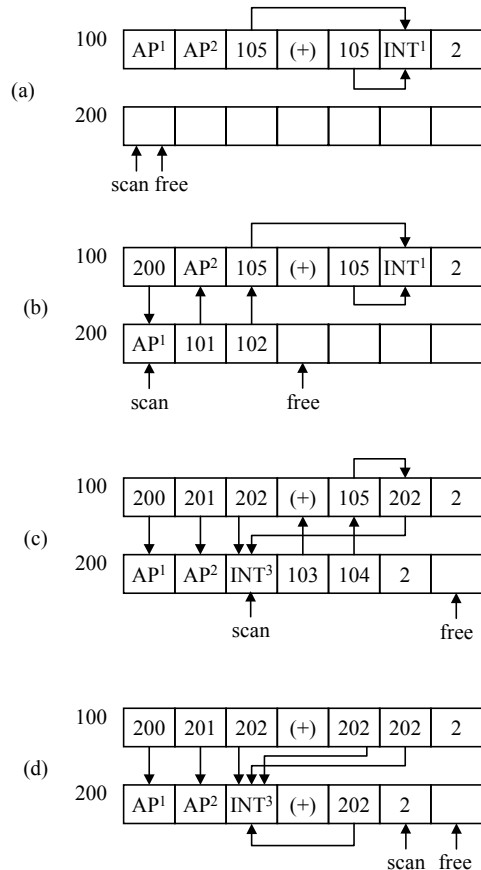 100
AP¹ AP² 105 (+) 105 INT¹ 2
(a)
200
scan free
100
200 AP² 105 (+) 105 INT¹ 2
(b)
200
AP¹ 101 102
scan free
100
200 201 202 (+) 105 202 2
(c)
200
AP¹ AP² INT³ 103 104 2
scan free
100
200 201 202 (+) 202 202 2
(d)
200
AP¹ AP² INT³ (+) 202 2
scan free